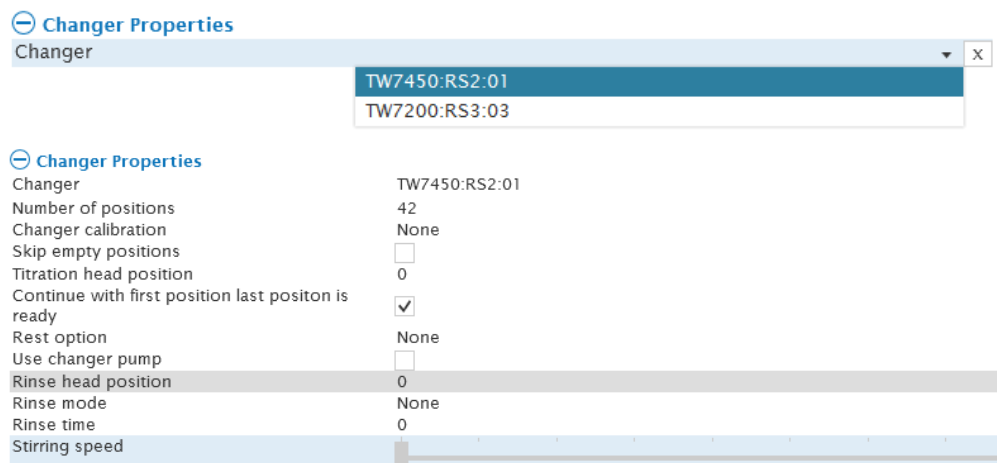 Changer Properties
Changer
X
TW7450:RS2:01
TW7200:RS3:03
Changer Properties
Changer TW7450:RS2:01
Number of positions 42
Changer calibration None
Skip empty positions
Titration head position 0
Continue with first position last positon is
ready
Rest option None
Use changer pump
Rinse head position 0
Rinse mode None
Rinse time 0
Stirring speed